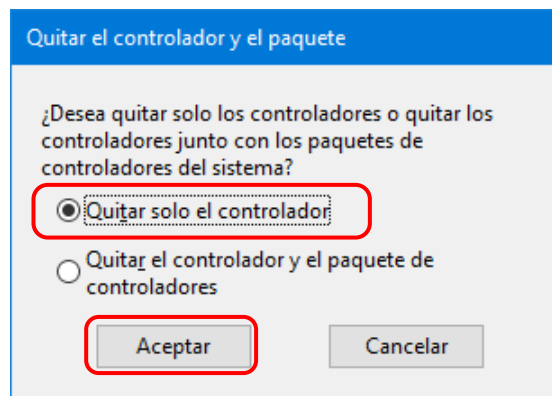 Quitar el controlador y el paquete
¿Desea quitar solo los controladores o quitar los
controladores junto con los paquetes de
controladores del sistema?
Quitar solo el controlador
Quitar el controlador y el paquete de
controladores
Aceptar
Cancelar